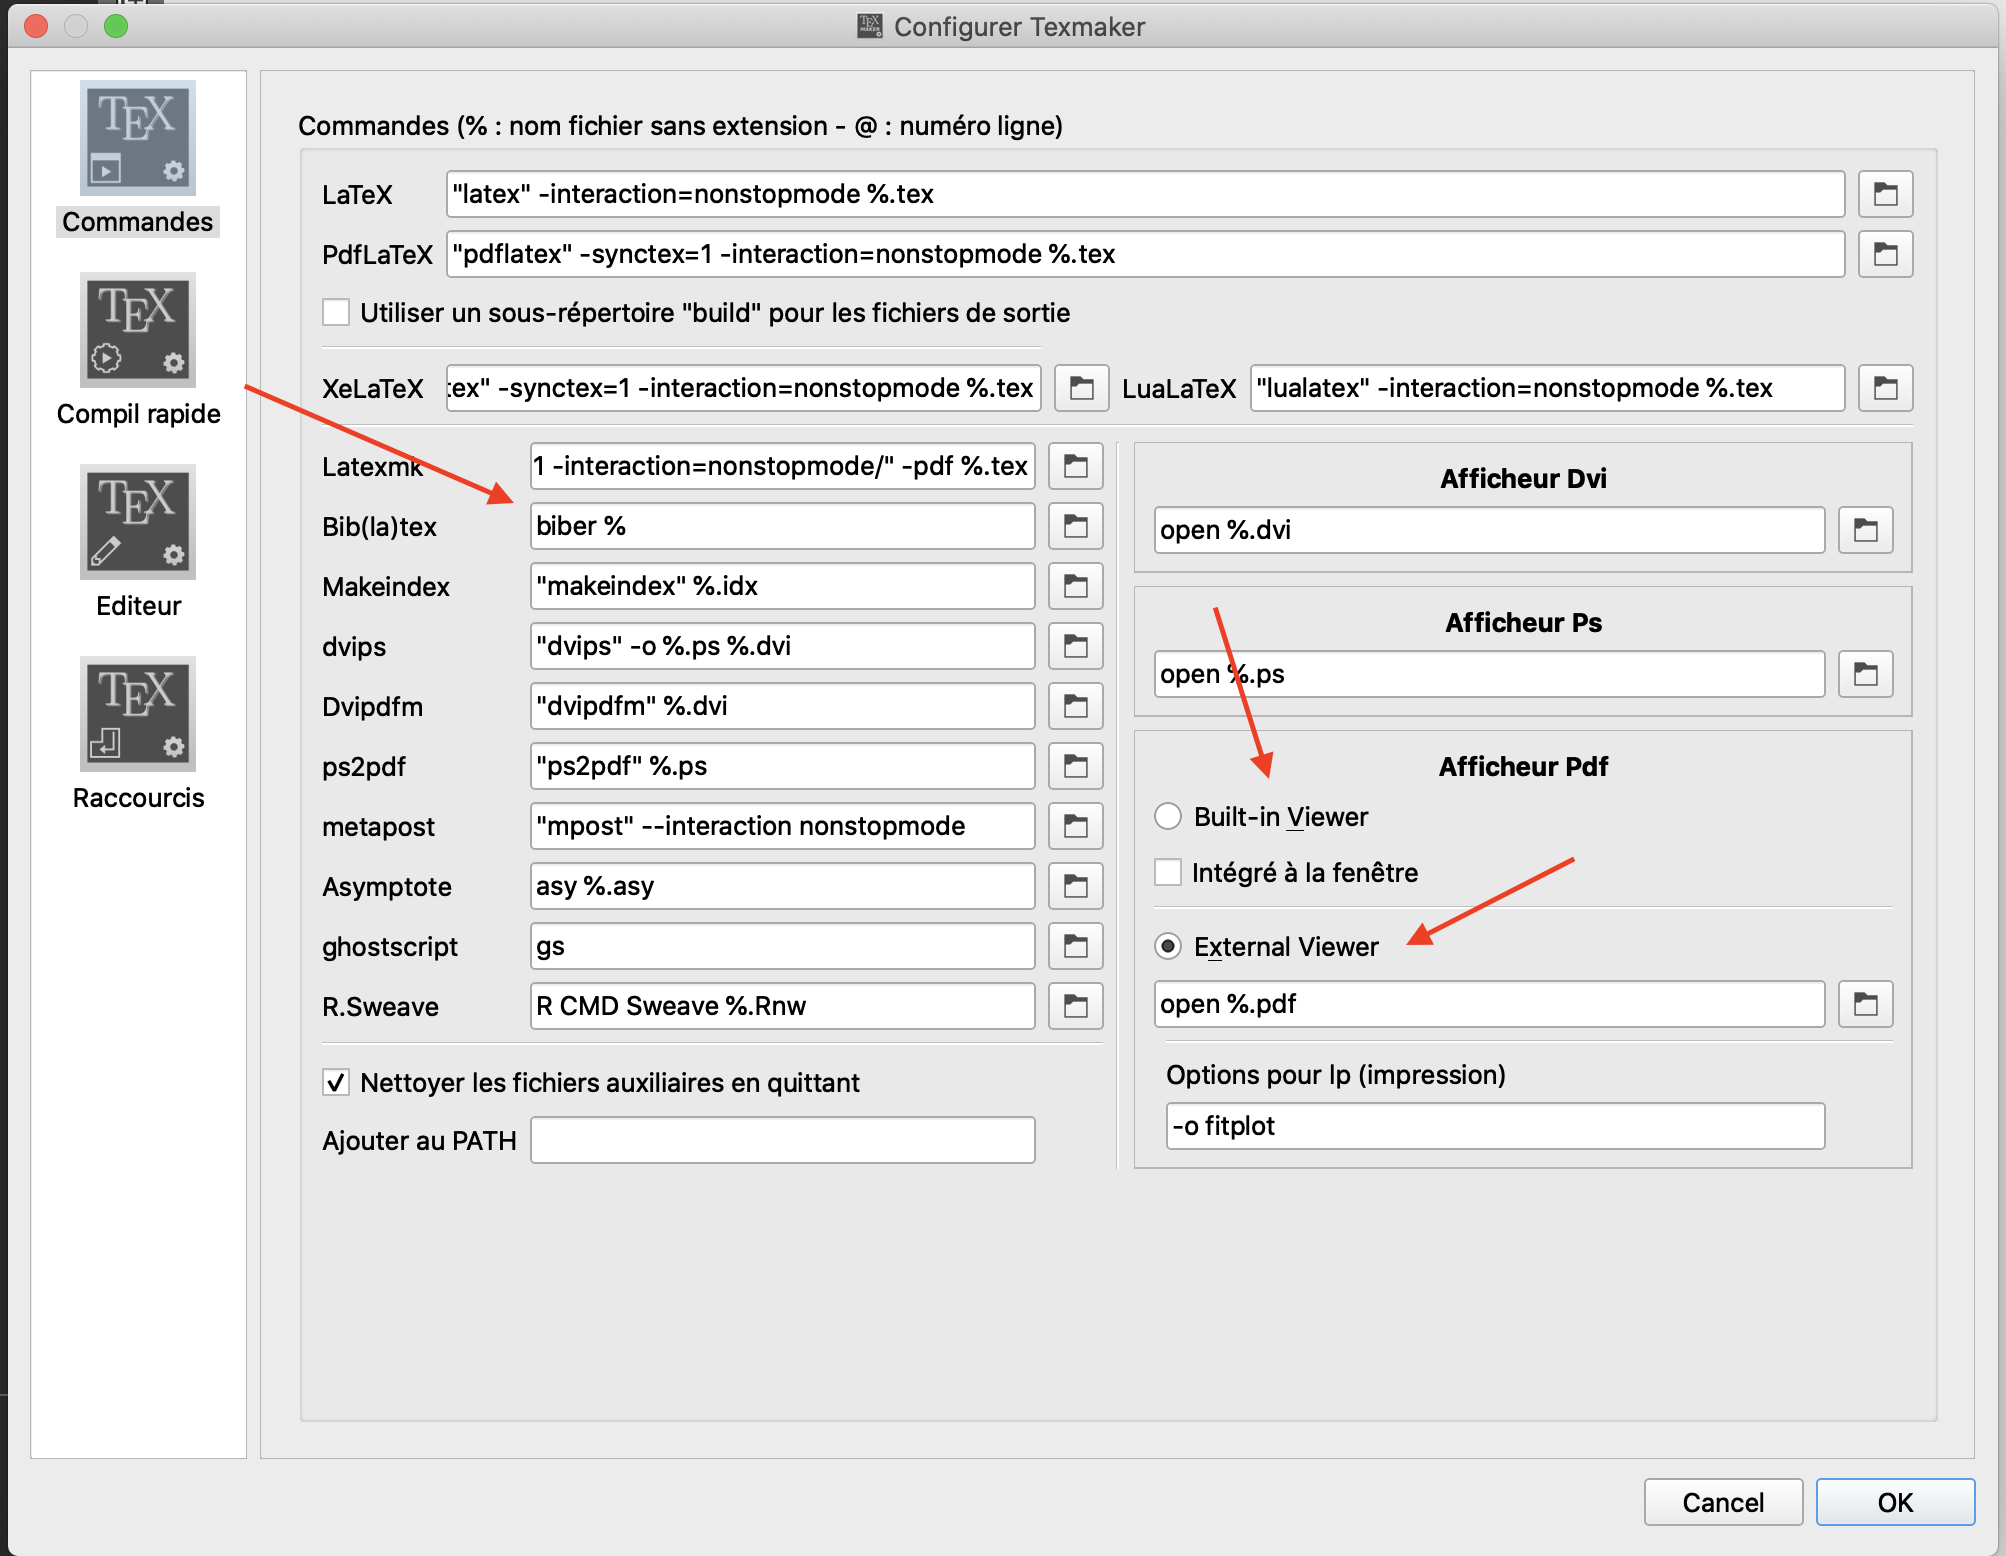 Configurer Texmaker
Commandes
Compil rapide
Editeur
Raccourcis
Commandes (% : nom fichier sans extension - @ : numéro ligne)
LaTeX "latex" -interaction=nonstopmode %.tex
PdfLaTeX "pdflatex" -synctex=1 -interaction=nonstopmode %.tex
Utiliser un sous-répertoire "build" pour les fichiers de sortie
XeLaTeX tex" -synctex=1 -interaction=nonstopmode %.tex LuaLaTeX "lualatex" -interaction=nonstopmode %.tex
Latexmk 1 -interaction=nonstopmode/" -pdf %.tex
Bib(la)tex biber %
Makeindex "makeindex" %.idx
dvips "dvips" -o %.ps %.dvi
Dvipdfm "dvipdfm" %.dvi
ps2pdf "ps2pdf" %.ps
metapost "mpost" --interaction nonstopmode
Asymptote asy %.asy
ghostscript gs
R.Sweave R CMD Sweave %.Rnw
Nettoyer les fichiers auxiliaires en quittant
Ajouter au PATH
Afficheur Dvi
open %.dvi
Afficheur Ps
open %.ps
Afficheur Pdf
Built-in Viewer
Intégré à la fenêtre
External Viewer
open %.pdf
Options pour lp (impression)
-o fitplot
Cancel OK